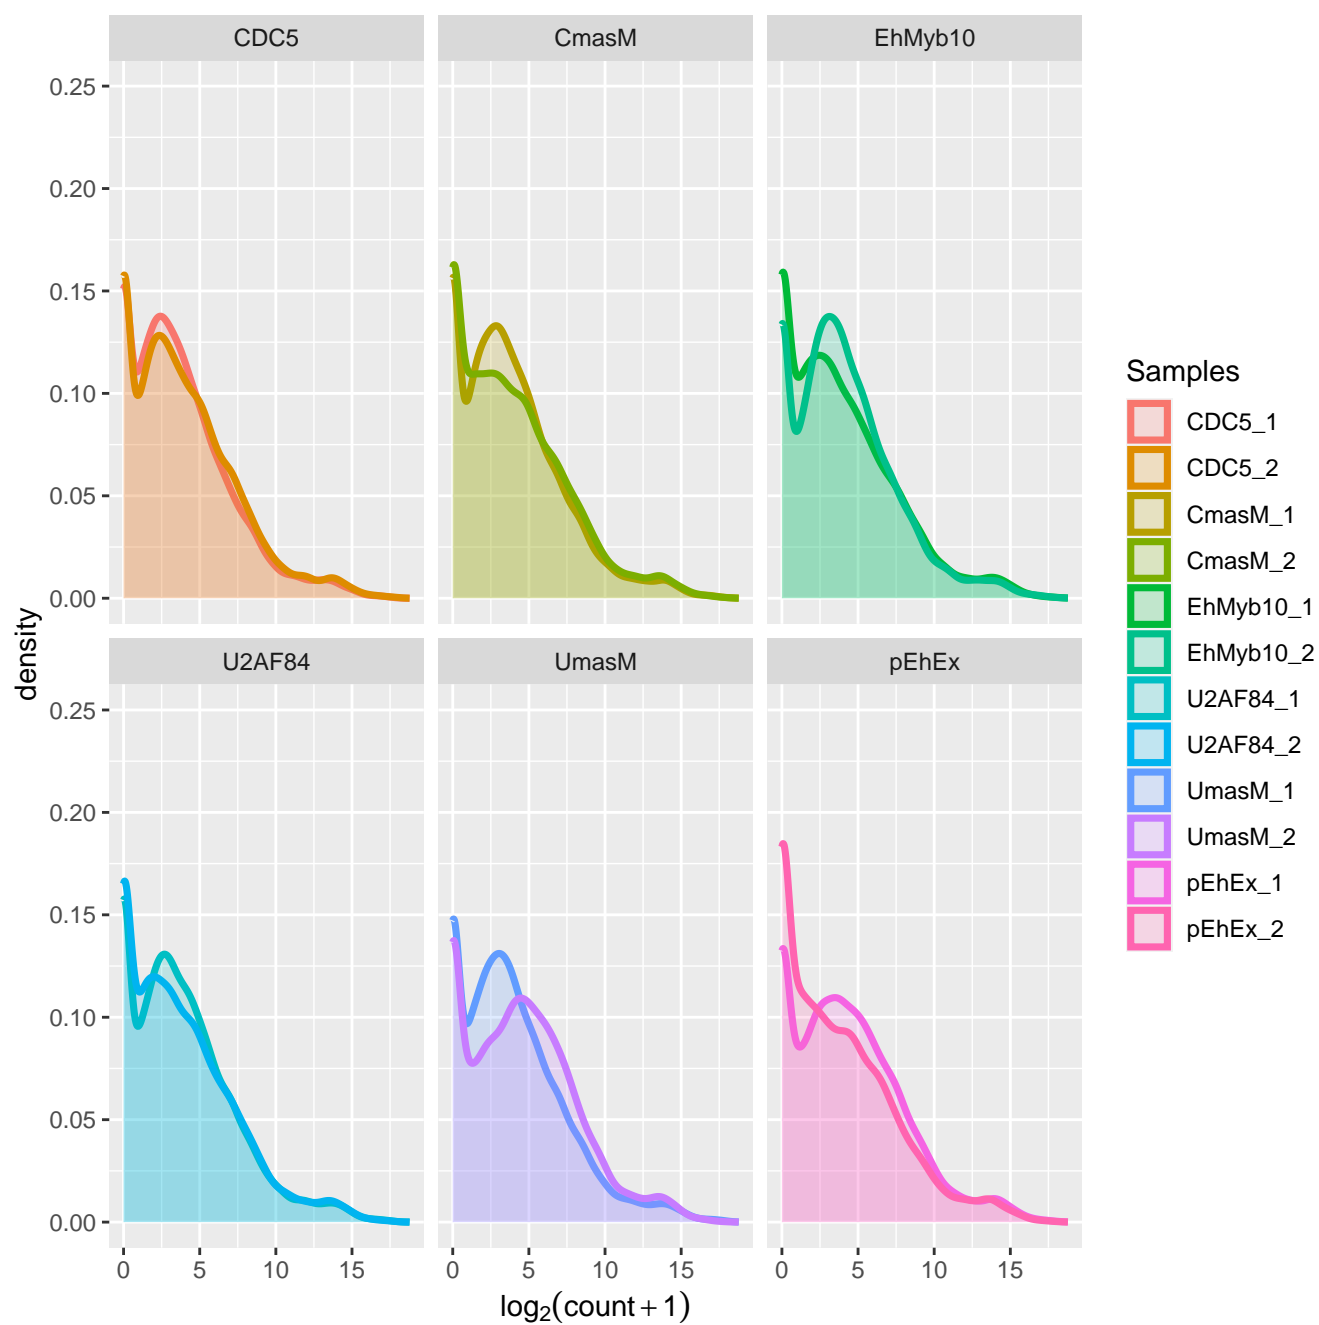 CDC5 CmasM EhMyb10
0.25
0.20
0.15
0.10
0.05
0.00
U2AF84 UmasM pEhEx
0.25
0.20
0.15
0.10
0.05
0.00
density
0 5 10 15 0 5 10 15 0 5 10 15
log₂(count+1)
Samples
CDC5_1
CDC5_2
CmasM_1
CmasM_2
EhMyb10_1
EhMyb10_2
U2AF84_1
U2AF84_2
UmasM_1
UmasM_2
pEhEx_1
pEhEx_2